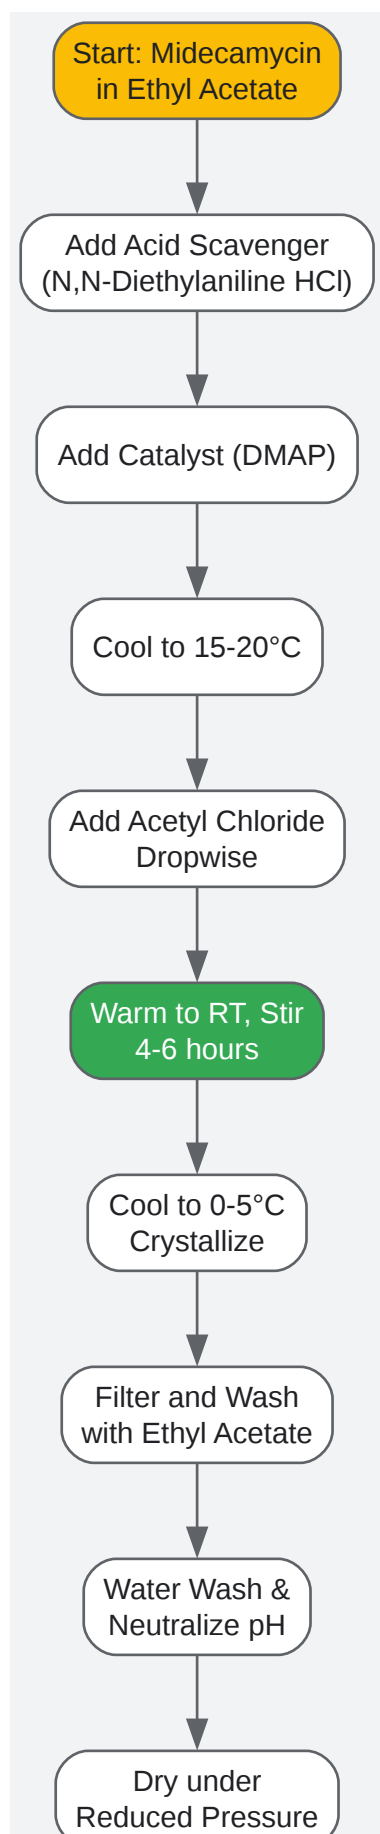 Start: Midecamycin
in Ethyl Acetate
Add Acid Scavenger
(N,N-Diethylaniline HCl)
Add Catalyst (DMAP)
Cool to 15-20°C
Add Acetyl Chloride
Dropwise
Warm to RT, Stir
4-6 hours
Cool to 0-5°C
Crystallize
Filter and Wash
with Ethyl Acetate
Water Wash &
Neutralize pH
Dry under
Reduced Pressure